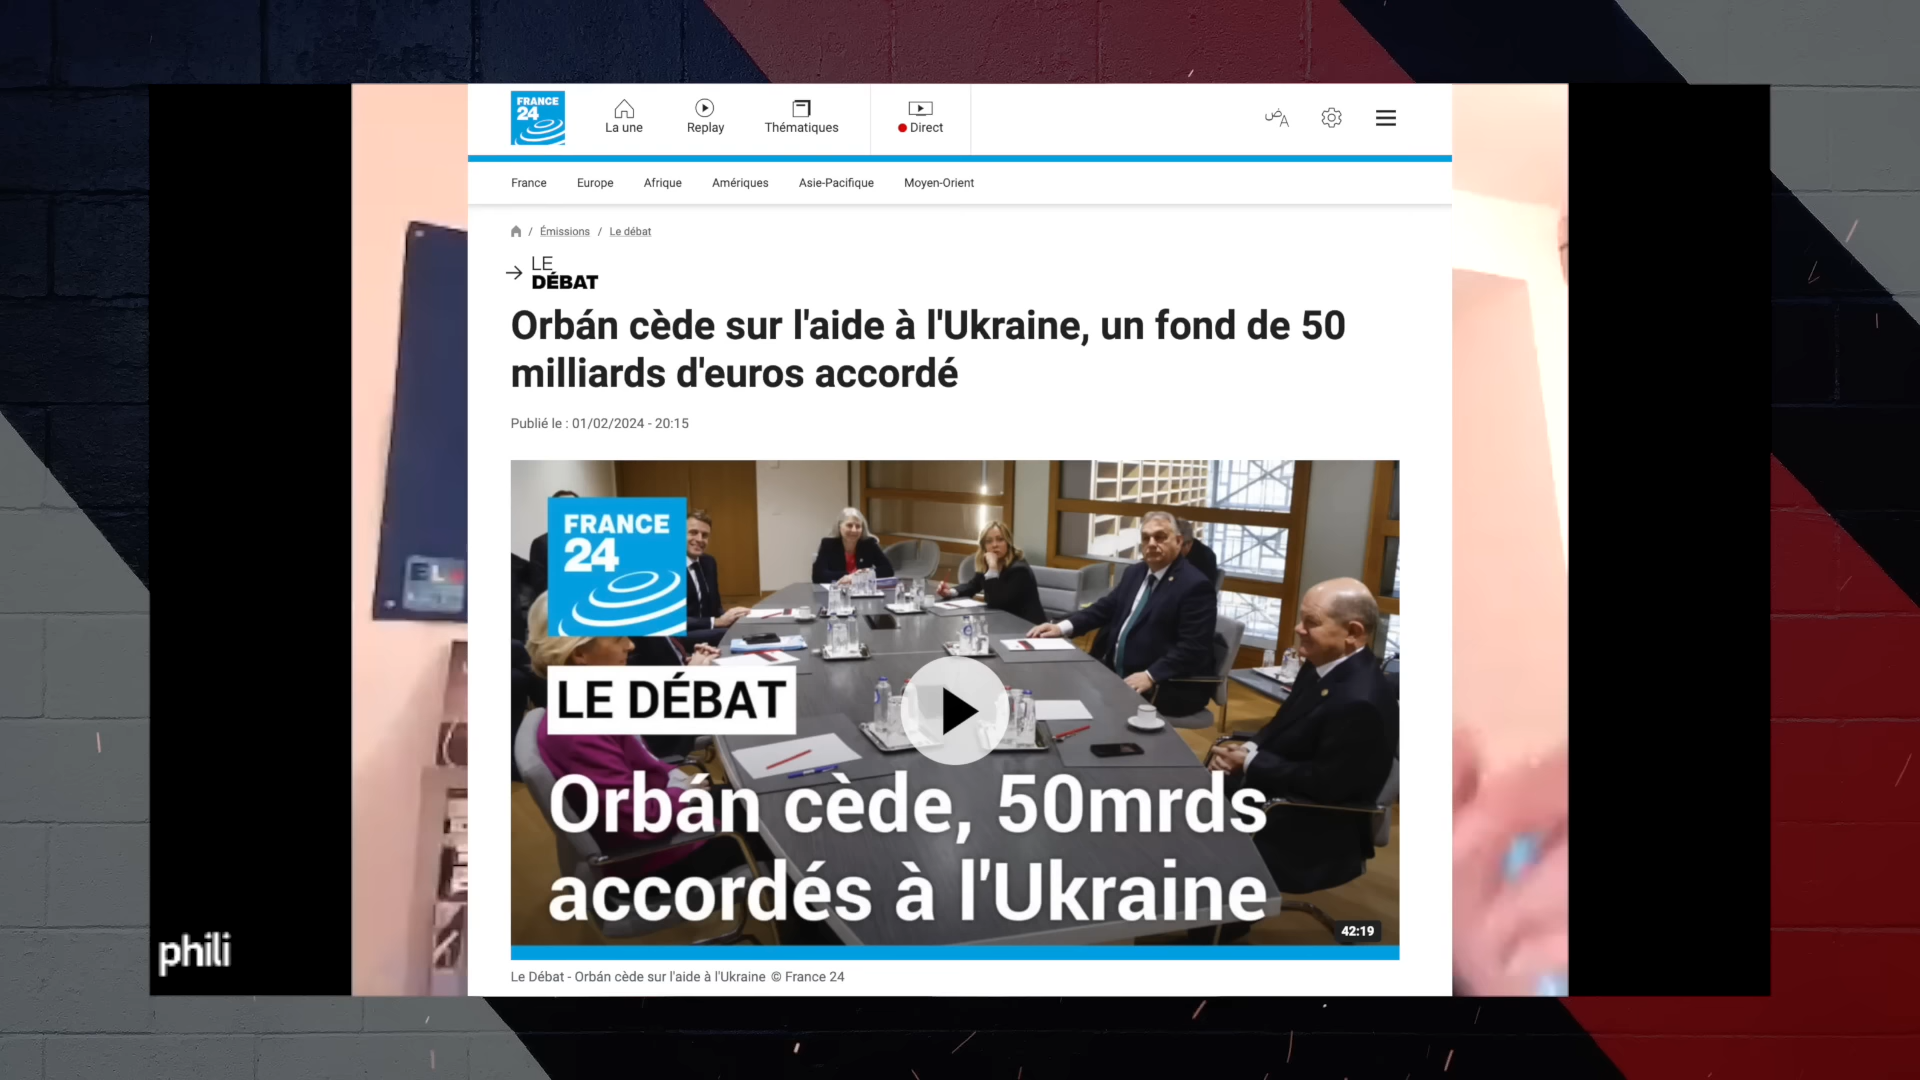 FRANCE
24
La une
Replay
Thématiques
Direct
France
Europe
Afrique
Amériques
Asie-Pacifique
Moyen-Orient
/ Émissions / Le débat
LE
DÉBAT
Orbán cède sur l'aide à l'Ukraine, un fond de 50
milliards d'euros accordé
Publié le : 01/02/2024 - 20:15
FRANCE
24
LE DÉBAT
Orbán cède, 50mrds
accordés à l'Ukraine
42:19
Le Débat - Orbán cède sur l'aide à l'Ukraine © France 24
phili